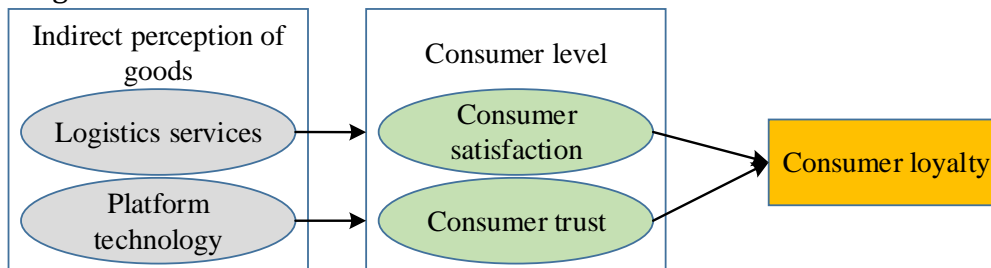 Indirect perception of
goods
Logistics services
Platform
technology
Consumer level
Consumer
satisfaction
Consumer trust
Consumer loyalty